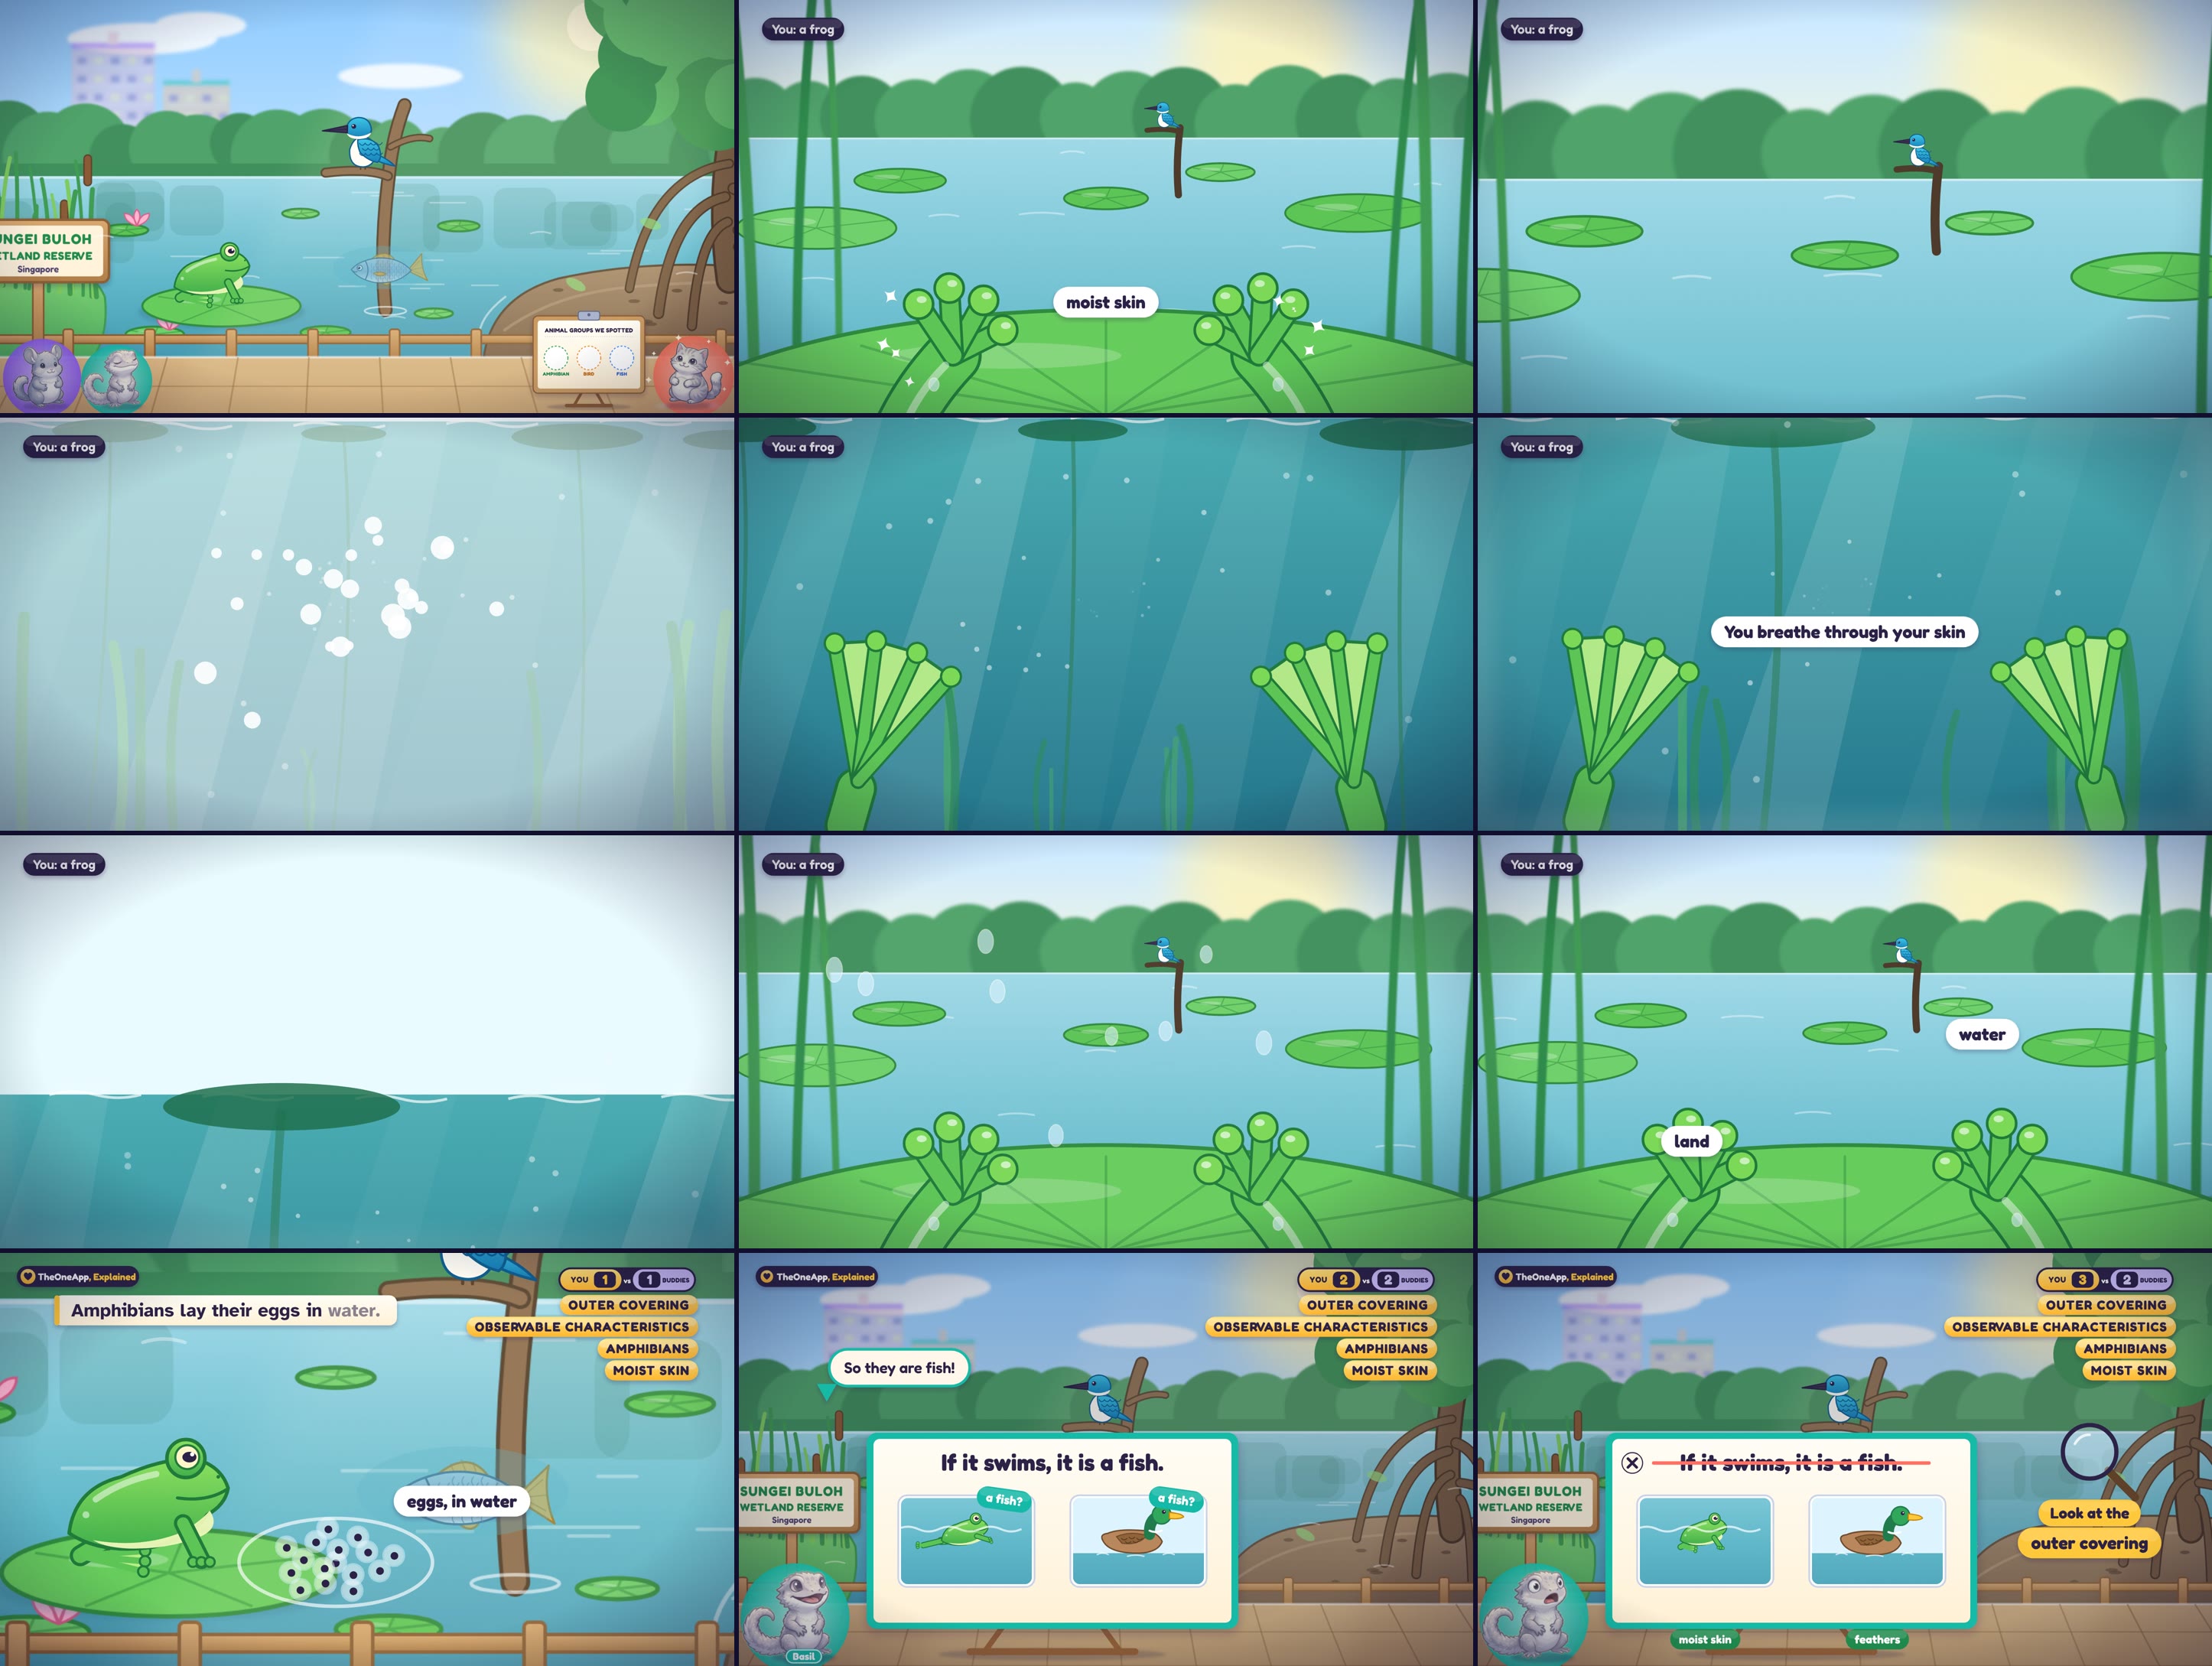 UNGEI BULOH
ETLAND RESERVE
Singapore
ANIMAL GROUPS WE SPOTTED
AMPHIBIAN BIRD FISH
You: a frog
moist skin
You: a frog
You: a frog
You: a frog
You: a frog
You breathe through your skin
You: a frog
You: a frog
You: a frog
water
land
TheOneApp, Explained
YOU 1 vs 1 BUDDIES
Amphibians lay their eggs in water.
OUTER COVERING
OBSERVABLE CHARACTERISTICS
AMPHIBIANS
MOIST SKIN
eggs, in water
TheOneApp, Explained
YOU 2 vs 2 BUDDIES
OUTER COVERING
OBSERVABLE CHARACTERISTICS
AMPHIBIANS
MOIST SKIN
So they are fish!
If it swims, it is a fish.
a fish? a fish?
SUNGEI BULOH
WETLAND RESERVE
Singapore
Basil
TheOneApp, Explained
YOU 3 vs 2 BUDDIES
OUTER COVERING
OBSERVABLE CHARACTERISTICS
AMPHIBIANS
MOIST SKIN
If it swims, it is a fish.
SUNGEI BULOH
WETLAND RESERVE
Singapore
Look at the
outer covering
moist skin feathers